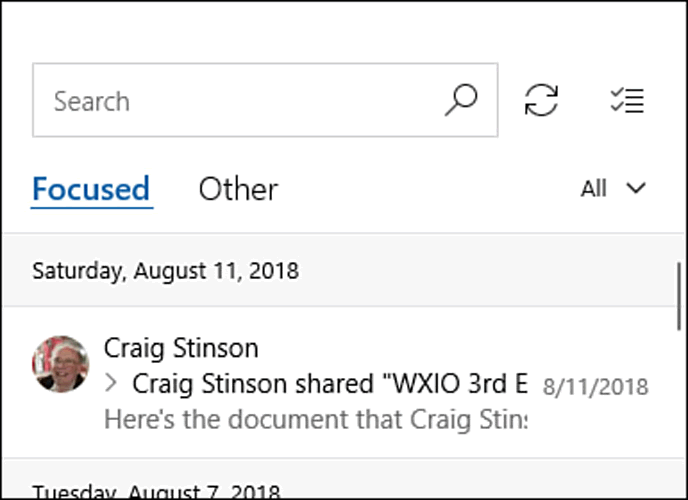 Search
Focused Other All
Saturday, August 11, 2018
Craig Stinson
Craig Stinson shared "WXIO 3rd E 8/11/2018
Here's the document that Craig Stins
Tuesday, August 7, 2018